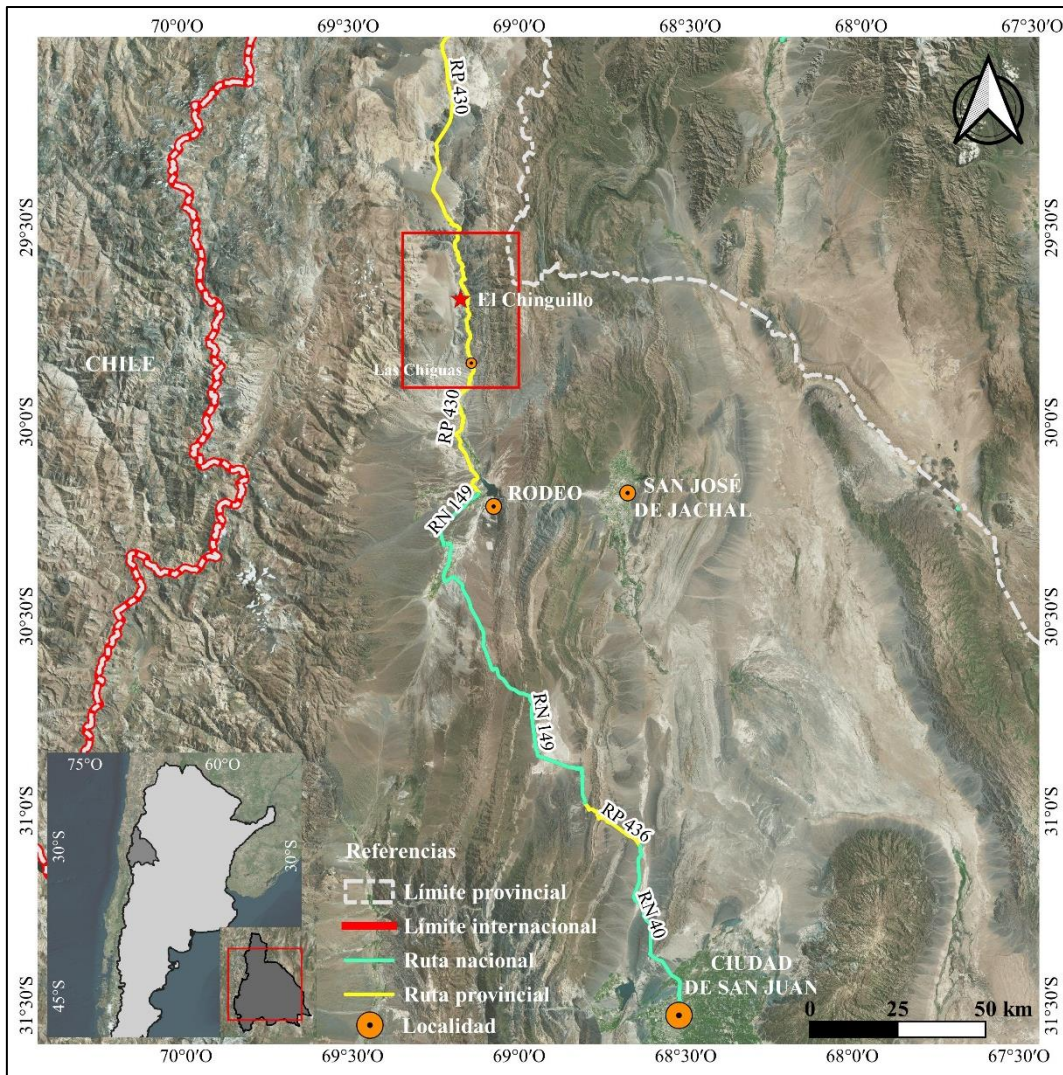 70°0'O
69°30'O
69°0'O
68°30'O
68°0'O
67°30'O
RP 430
29°30'S
29°30'S
El Chinguillo
CHILE
Las Chiguas
30°0'S
30°0'S
RP 430
RODEO
SAN JOSÉ
DE JACHAL
RN 149
30°30'S
30°30'S
RN 149
75°O
60°O
31°0'S
30°S
30°S
31°0'S
RP 436
Referencias
Límite provincial
Límite internacional
RN 40
Ruta nacional
CIUDAD
DE SAN JUAN
45°S
Ruta provincial
31°30'S
31°30'S
0
25
50 km
Localidad
70°0'O
69°30'O
69°0'O
68°30'O
68°0'O
67°30'O